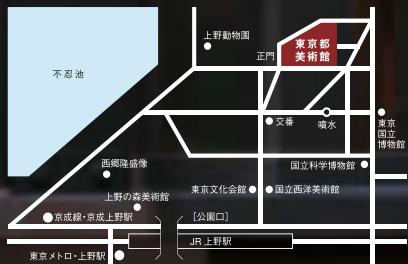 不忍池
上野動物園
正門
東京都
美術館
交番
噴水
東京
国立
博物館
西郷隆盛像
国立科学博物館
上野の森美術館
東京文化会館
国立西洋美術館
京成線・京成上野駅
[公園口]
JR 上野駅
東京メトロ・上野駅